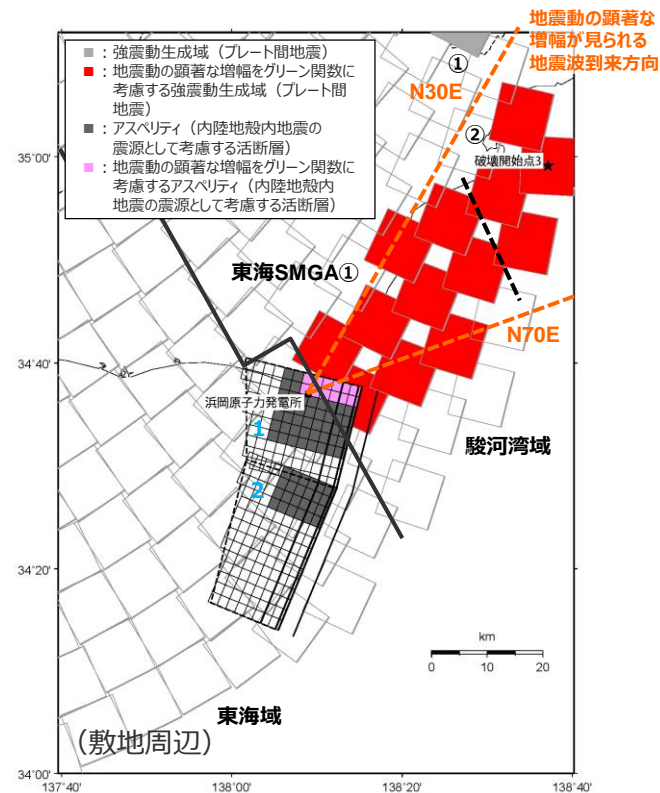 地震動の顕著な
増幅が見られる
地震波到来方向
■：強震動生成域（プレート間地震）
■：地震動の顕著な増幅をグリーン関数に
考慮する強震動生成域（プレート間
地震）
■：アスペリティ（内陸地殻内地震の
震源として考慮する活断層）
■：地震動の顕著な増幅をグリーン関数に
考慮するアスペリティ（内陸地殻内
地震の震源として考慮する活断層）
①
N30E
②
破壊開始点3
35°00'
東海SMGA①
N70E
34°40'
浜岡原子力発電所
1
駿河湾域
2
34°20'
km
0 10 20
東海域
（敷地周辺）
34°00'
137°40' 138°00' 138°20' 138°40'